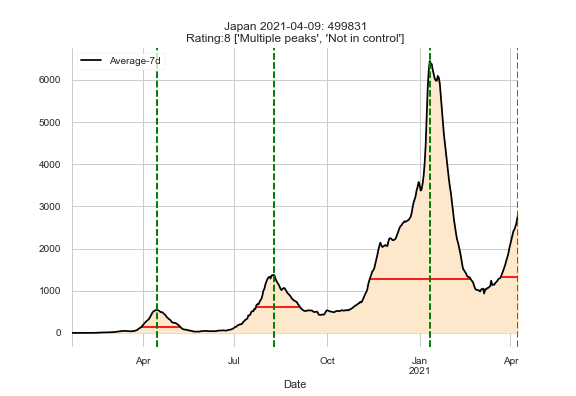 Japan 2021-04-09: 499831
Rating:8 ['Multiple peaks', 'Not in control']
Average-7d
6000
5000
4000
3000
2000
1000
0
Apr
Jul
Oct
Jan
2021
Apr
Date